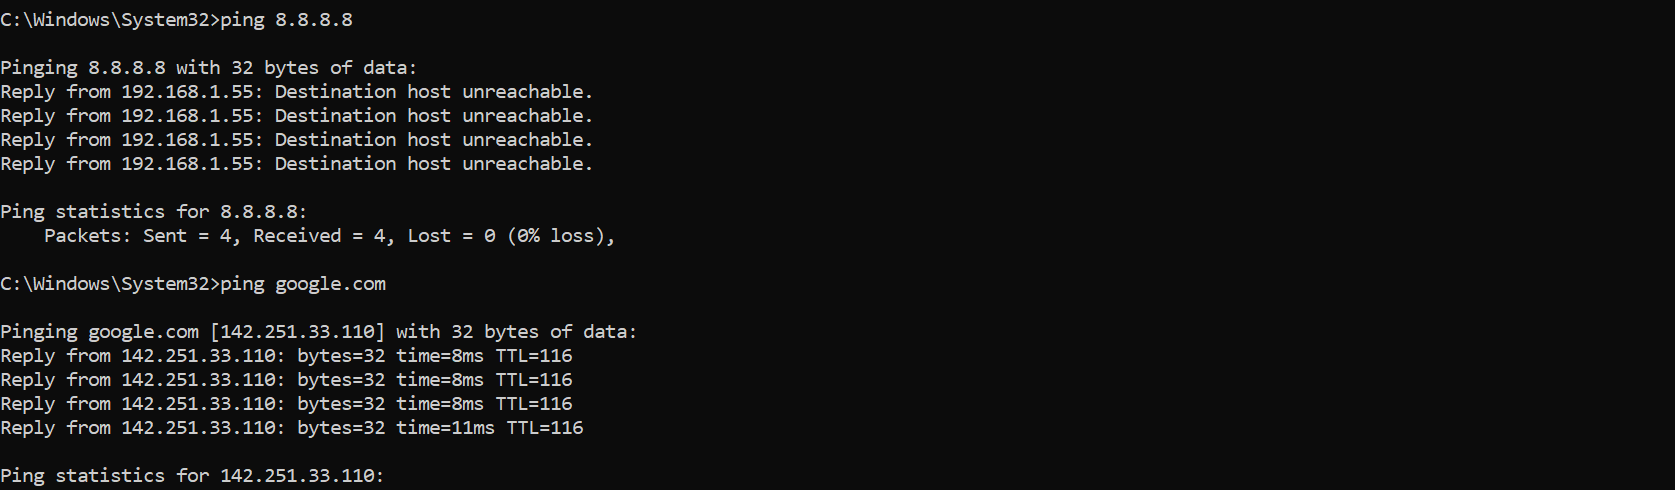 C:\Windows\System32>ping 8.8.8.8
Pinging 8.8.8.8 with 32 bytes of data:
Reply from 192.168.1.55: Destination host unreachable.
Reply from 192.168.1.55: Destination host unreachable.
Reply from 192.168.1.55: Destination host unreachable.
Reply from 192.168.1.55: Destination host unreachable.
Ping statistics for 8.8.8.8:
    Packets: Sent = 4, Received = 4, Lost = 0 (0% loss),
C:\Windows\System32>ping google.com
Pinging google.com [142.251.33.110] with 32 bytes of data:
Reply from 142.251.33.110: bytes=32 time=8ms TTL=116
Reply from 142.251.33.110: bytes=32 time=8ms TTL=116
Reply from 142.251.33.110: bytes=32 time=8ms TTL=116
Reply from 142.251.33.110: bytes=32 time=11ms TTL=116
Ping statistics for 142.251.33.110: